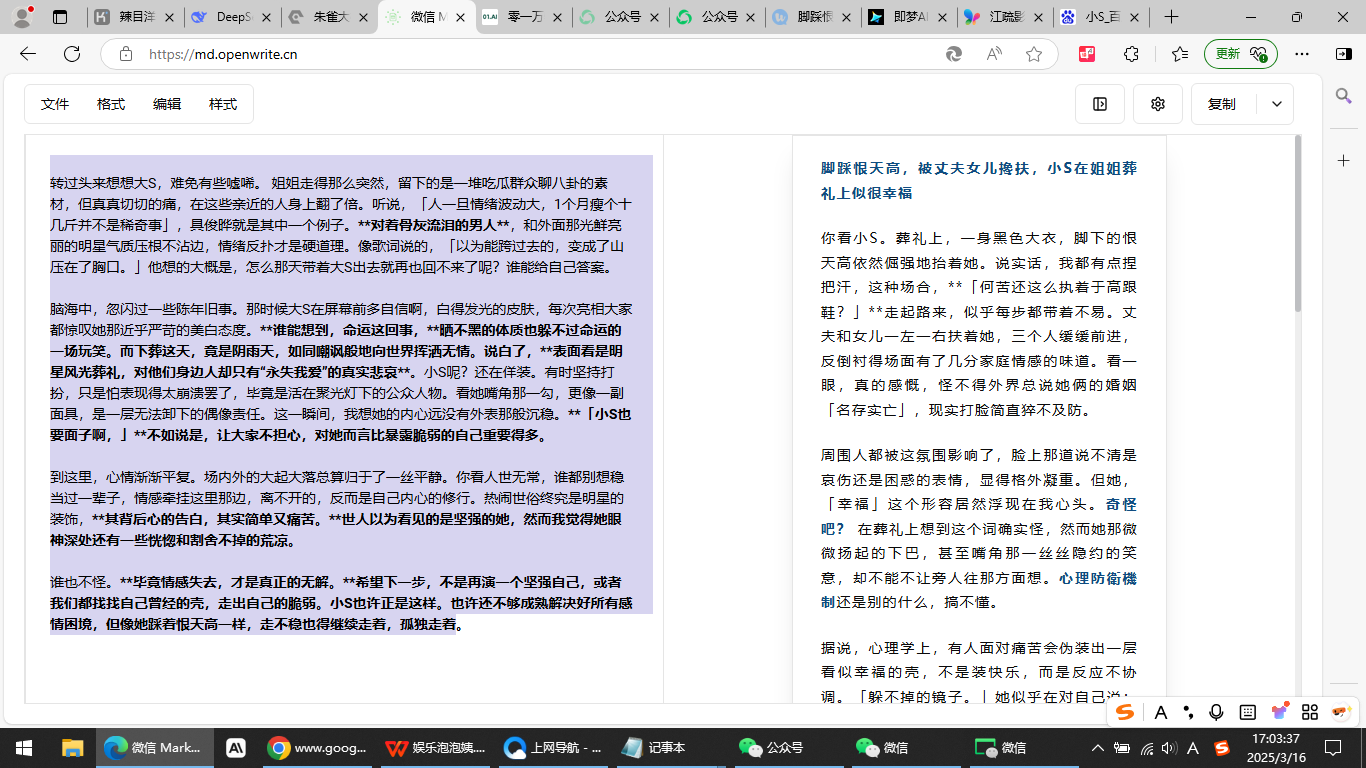 辣目洋
DeepS
朱雀大
微信 M
01.AI
零一万
公众号
公众号
脚踩恨
即梦AI
江疏影
小S_百
https://md.openwrite.cn
更新
文件
格式
编辑
样式
复制
转过头来想想大S，难免有些嘘唏。 姐姐走得那么突然，留下的是一堆吃瓜群众聊八卦的素
材，但真真切切的痛，在这些亲近的人身上翻了倍。听说，「人一旦情绪波动大，1个月瘦个十
几斤并不是稀奇事」，具俊晔就是其中一个例子。**对着骨灰流泪的男人**，和外面那光鲜亮
丽的明星气质压根不沾边，情绪反扑才是硬道理。像歌词说的，「以为能跨过去的，变成了山
压在了胸口。」他想的大概是，怎么那天带着大S出去就再也回不来了呢？谁能给自己答案。
脑海中，忽闪过一些陈年旧事。那时候大S在屏幕前多自信啊，白得发光的皮肤，每次亮相大家
都惊叹她那近乎严苛的美白态度。**谁能想到，命运这回事，**晒不黑的体质也躲不过命运的
一场玩笑。而下葬这天，竟是阴雨天，如同嘲讽般地向世界挥洒无情。说白了，**表面看是明
星风光葬礼，对他们身边人却只有“永失我爱”的真实悲哀**。小S呢？还在佯装。有时坚持打
扮，只是怕表现得太崩溃罢了，毕竟是活在聚光灯下的公众人物。看她嘴角那一勾，更像一副
面具，是一层无法卸下的偶像责任。这一瞬间，我想她的内心远没有外表那般沉稳。**「小S也
要面子啊，」**不如说是，让大家不担心，对她而言比暴露脆弱的自己重要得多。
到这里，心情渐渐平复。场内外的大起大落总算归于了一丝平静。你看人世无常，谁都别想稳
当过一辈子，情感牵挂这里那边，离不开的，反而是自己内心的修行。热闹世俗终究是明星的
装饰，**其背后心的告白，其实简单又痛苦。**世人以为看见的是坚强的她，然而我觉得她眼
神深处还有一些恍惚和割舍不掉的荒凉。
谁也不怪。**毕竟情感失去，才是真正的无解。**希望下一步，不是再演一个坚强自己，或者
我们都找找自己曾经的壳，走出自己的脆弱。小S也许正是这样。也许还不够成熟解决好所有感
情困境，但像她踩着恨天高一样，走不稳也得继续走着，孤独走着。
脚踩恨天高，被丈夫女儿搀扶，小S在姐姐葬
礼上似很幸福
你看小S。葬礼上，一身黑色大衣，脚下的恨
天高依然倔强地抬着她。说实话，我都有点捏
把汗，这种场合，**「何苦还这么执着于高跟
鞋？」**走起路来，似乎每步都带着不易。丈
夫和女儿一左一右扶着她，三个人缓缓前进，
反倒衬得场面有了几分家庭情感的味道。看一
眼，真的感慨，怪不得外界总说她俩的婚姻
「名存实亡」，现实打脸简直猝不及防。
周围人都被这氛围影响了，脸上那道说不清是
哀伤还是困惑的表情，显得格外凝重。但她，
「幸福」这个形容居然浮现在我心头。奇怪
吧？ 在葬礼上想到这个词确实怪，然而她那微
微扬起的下巴，甚至嘴角那一丝丝隐约的笑
意，却不能不让旁人往那方面想。心理防衛機
制还是别的什么，搞不懂。
据说，心理学上，有人面对痛苦会伪装出一层
看似幸福的壳，不是装快乐，而是反应不协
调。「躲不掉的镜子。」她似乎在对自己说：
微信 Mark...
www.goog...
娱乐泡泡姨....
上网导航 - ...
记事本
公众号
微信
微信
17:03:37
2025/3/16